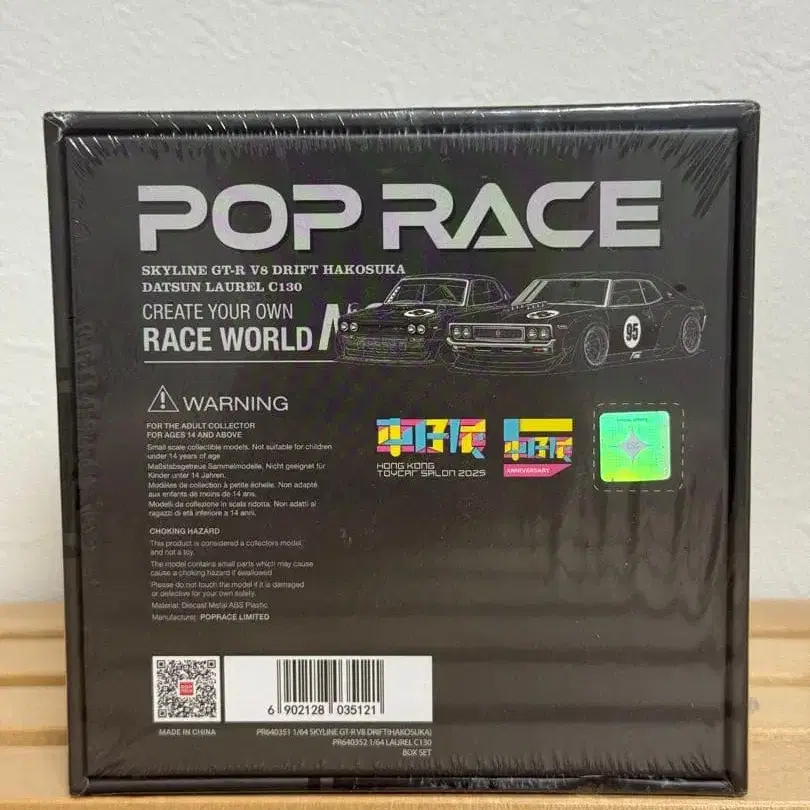 POP RACE
SKYLINE GT-R V8 DRIFT HAKOSUKA
DATSUN LAUREL C130
CREATE YOUR OWN
RACE WORLD
95
WARNING
FOR THE ADULT COLLECTOR
FOR AGES 14 AND ABOVE
Small scale collectible models. Not suitable for children
under 14 years of age
Maßstabsgetreue Sammelmodelle. Nicht geeignet für
Kinder unter 14 Jahren.
Modèles de collection à petite échelle. Non adapté
aux enfants de moins de 14 ans.
Modelli da collezione in scala ridotta. Non adatti ai
ragazzi di età inferiore a 14 anni.
車仔展
HONG KONG
TOYCAR SALON 2025
車仔展
ANNIVERSARY
CHOKING HAZARD
This product is considered a collectors model,
and not a toy.
The model contains small parts which may cause
cause a choking hazard if swallowed
Please do not touch the model if it is damaged
or defective for your own safety.
Material: Diecast Metal ABS Plastic
Manufacture: POPRACE LIMITED
6 902128 035121
MADE IN CHINA
PR640351 1/64 SKYLINE GT-R V8 DRIFT(HAKOSUKA)
PR640352 1/64 LAUREL C130
BOX SET